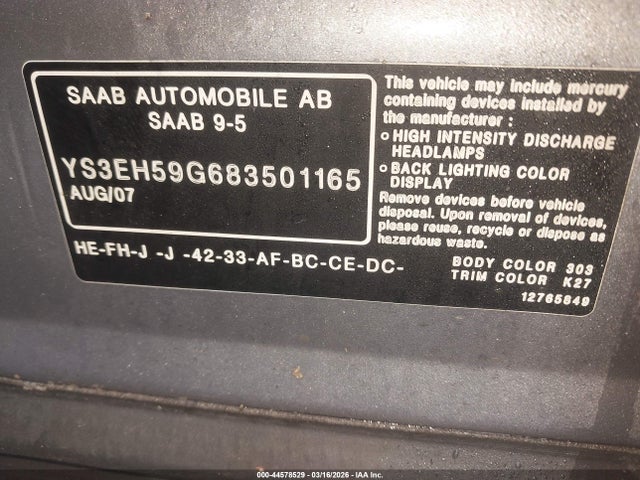 SAAB AUTOMOBILE AB
SAAB 9-5
YS3EH59G683501165
AUG/07
HE-FH-J -J -42-33-AF-BC-CE-DC-
This vehicle may include mercury
containing devices installed by
the manufacturer :
○ HIGH INTENSITY DISCHARGE
HEADLAMPS
○ BACK LIGHTING COLOR
DISPLAY
Remove devices before vehicle
disposal. Upon removal of devices,
please reuse, recycle or dispose as
hazardous waste.
BODY COLOR 303
TRIM COLOR K27
12765849
000-44578529 - 03/16/2026 - IAA Inc.